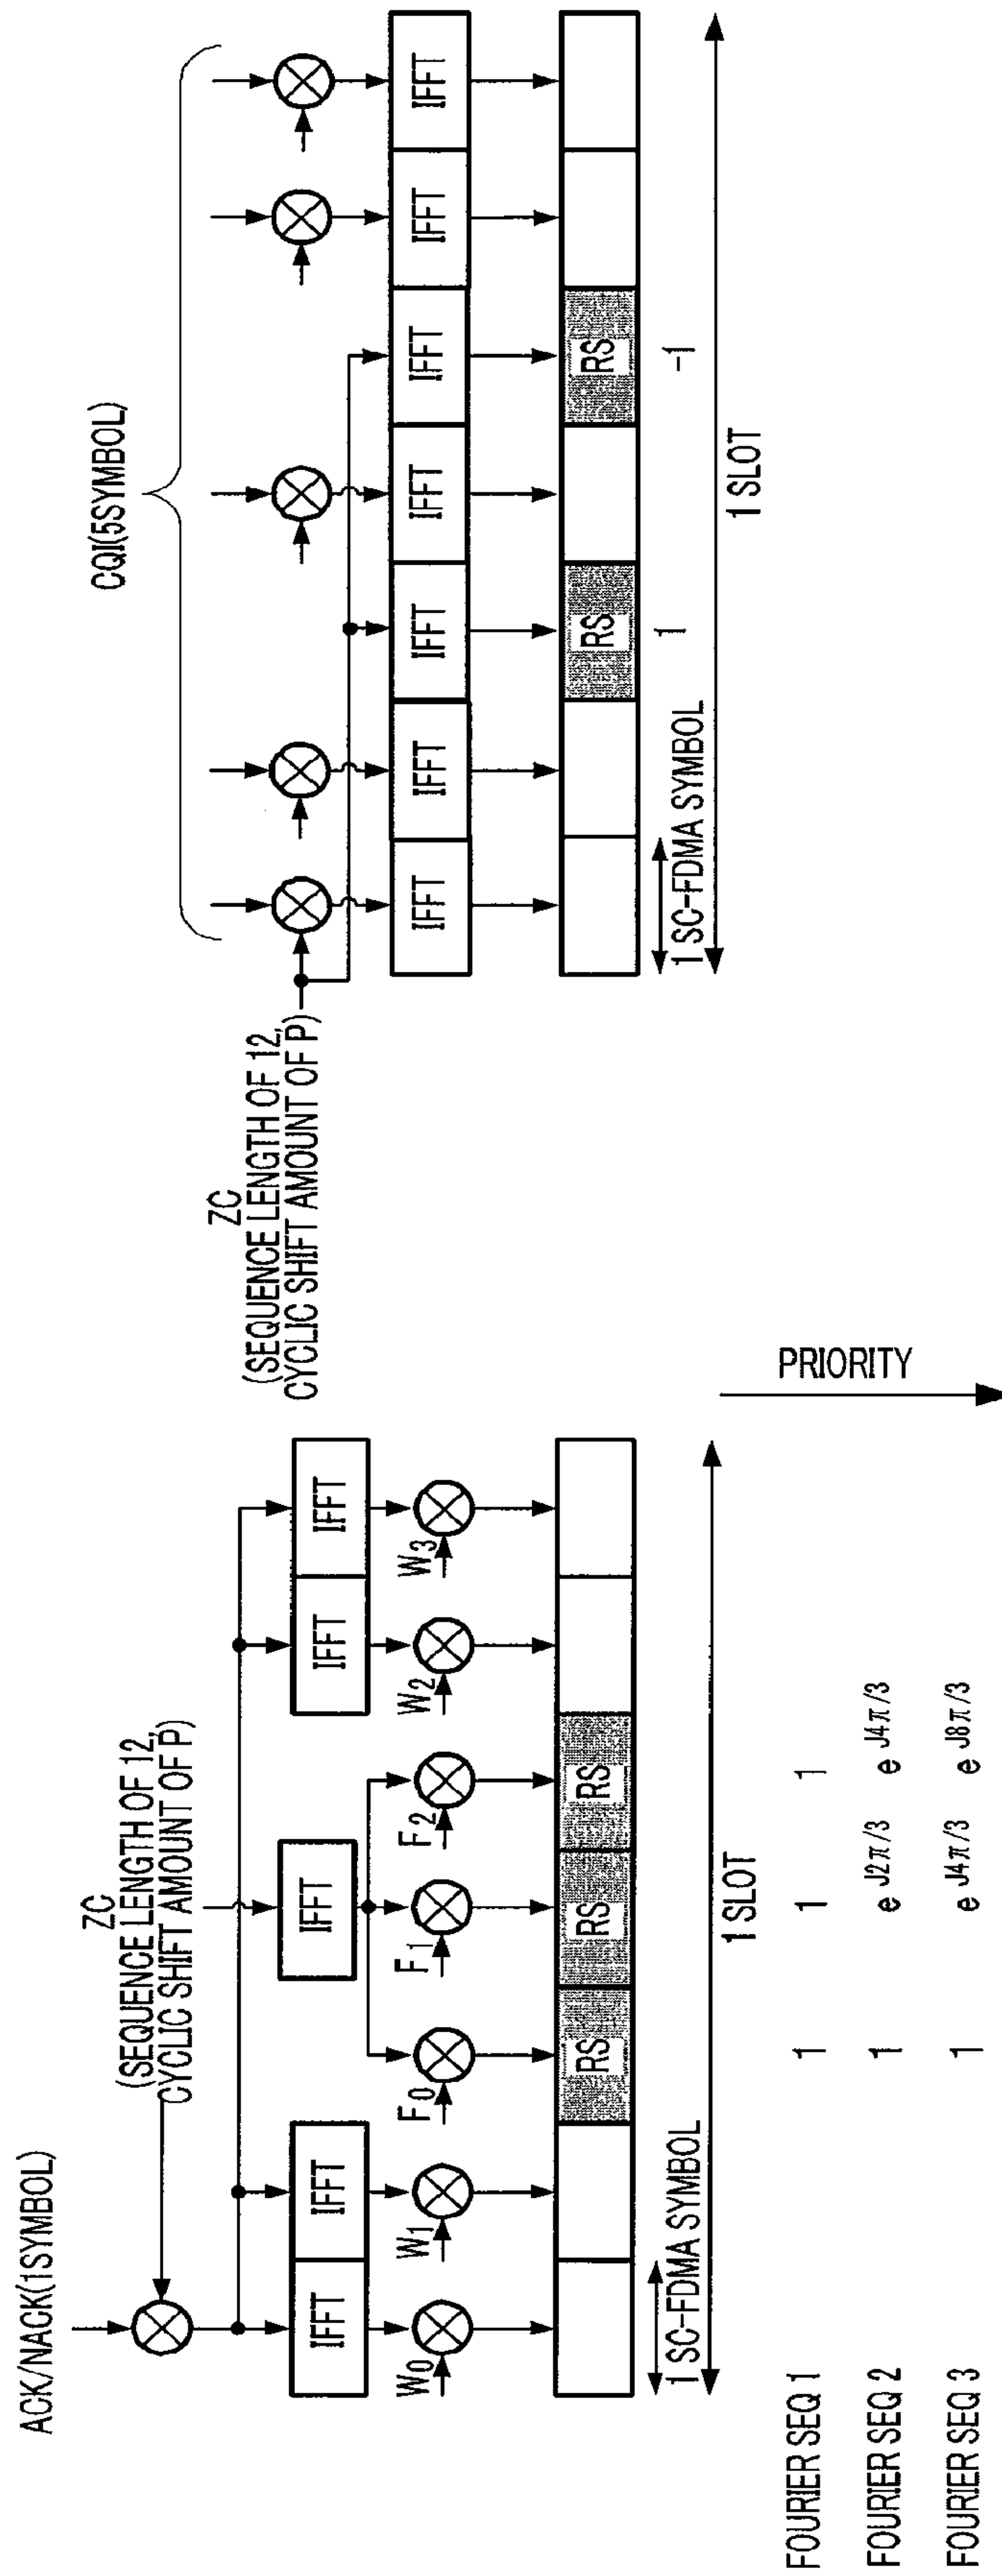 ACK/NACK(1SYMBOL)
ZC
(SEQUENCE LENGTH OF 12,
CYCLIC SHIFT AMOUNT OF P)
IFFT
IFFT
IFFT
IFFT
IFFT
W0
W1
F0
F1
F2
W2
W3
RS
RS
RS
1 SC-FDMA SYMBOL
1 SLOT
FOURIER SEQ 1 1 1 1
FOURIER SEQ 2 1 e J2π/3 e J4π/3
FOURIER SEQ 3 1 e J4π/3 e J8π/3
PRIORITY
CQI(5SYMBOL)
ZC
(SEQUENCE LENGTH OF 12,
CYCLIC SHIFT AMOUNT OF P)
IFFT
IFFT
IFFT
IFFT
IFFT
IFFT
IFFT
RS
RS
1 SC-FDMA SYMBOL
1
-1
1 SLOT